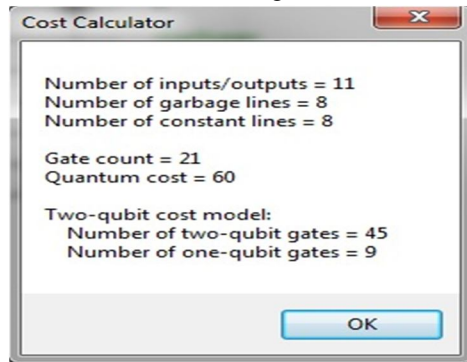 Cost Calculator
Number of inputs/outputs = 11
Number of garbage lines = 8
Number of constant lines = 8
Gate count = 21
Quantum cost = 60
Two-qubit cost model:
Number of two-qubit gates = 45
Number of one-qubit gates = 9
OK